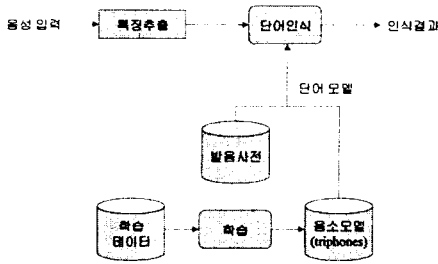 음성 입력
특징추출
단어인식
인식결과
단어 모델
발음사전
학습
데이터
학습
음소모델
(triphones)